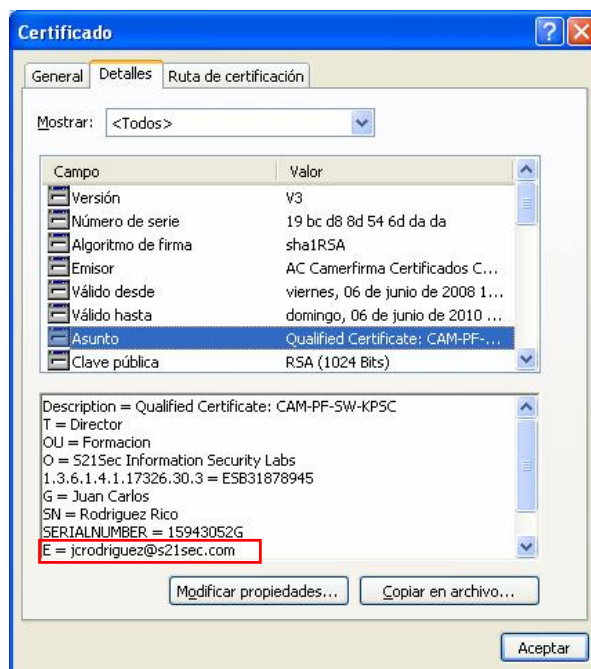 Certificado
General Detalles Ruta de certificación
Mostrar: <Todos>
Campo Valor
Versión V3
Número de serie 19 bc d8 8d 54 6d da da
Algoritmo de firma sha1RSA
Emisor AC Camerfirma Certificados C...
Válido desde viernes, 06 de junio de 2008 1...
Válido hasta domingo, 06 de junio de 2010 ...
Asunto Qualified Certificate: CAM-PF-...
Clave pública RSA (1024 Bits)
Description = Qualified Certificate: CAM-PF-SW-KPSC
T = Director
OU = Formacion
O = S21Sec Information Security Labs
1.3.6.1.4.1.17326.30.3 = ESB31878945
G = Juan Carlos
SN = Rodriguez Rico
SERIALNUMBER = 15943052G
E = jcrodriguez@s21sec.com
Modificar propiedades... Copiar en archivo...
Aceptar